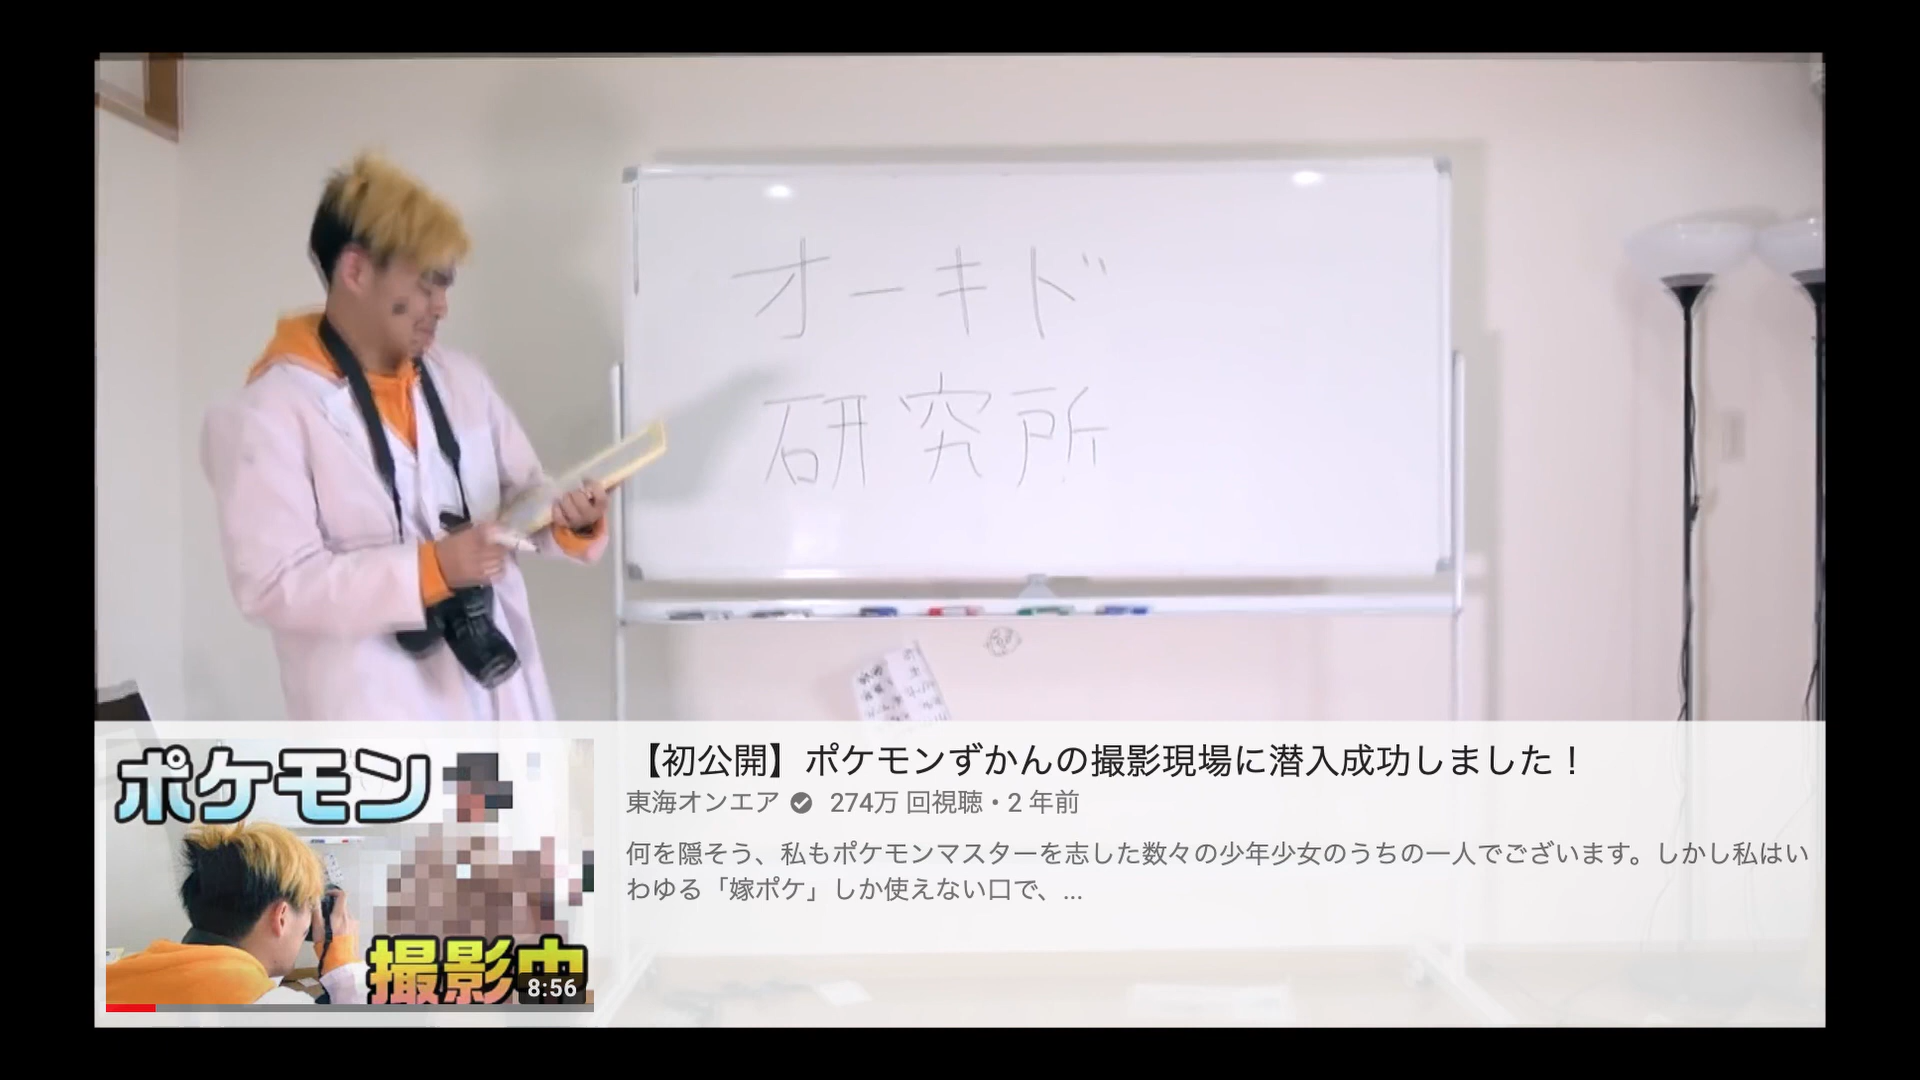 オーキド
研究所
ポケモン
撮影中
8:56
【初公開】ポケモンずかんの撮影現場に潜入成功しました！
東海オンエア 274万 回視聴・2 年前
何を隠そう、私もポケモンマスターを志した数々の少年少女のうちの一人でございます。しかし私はい
わゆる「嫁ポケ」しか使えない口で、...